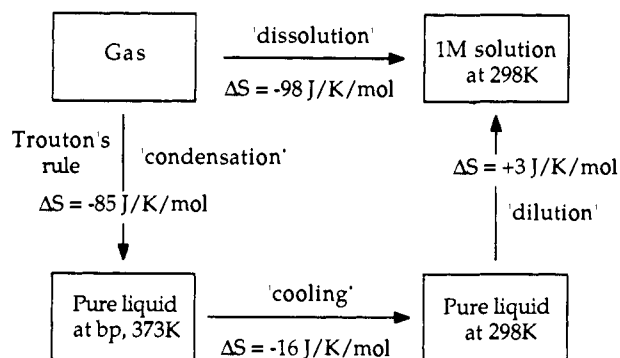 Gas
'dissolution'
ΔS = -98 J/K/mol
1M solution
at 298K
Trouton's
rule
'condensation'
ΔS = -85 J/K/mol
ΔS = +3 J/K/mol
'dilution'
Pure liquid
at bp, 373K
'cooling'
ΔS = -16 J/K/mol
Pure liquid
at 298K